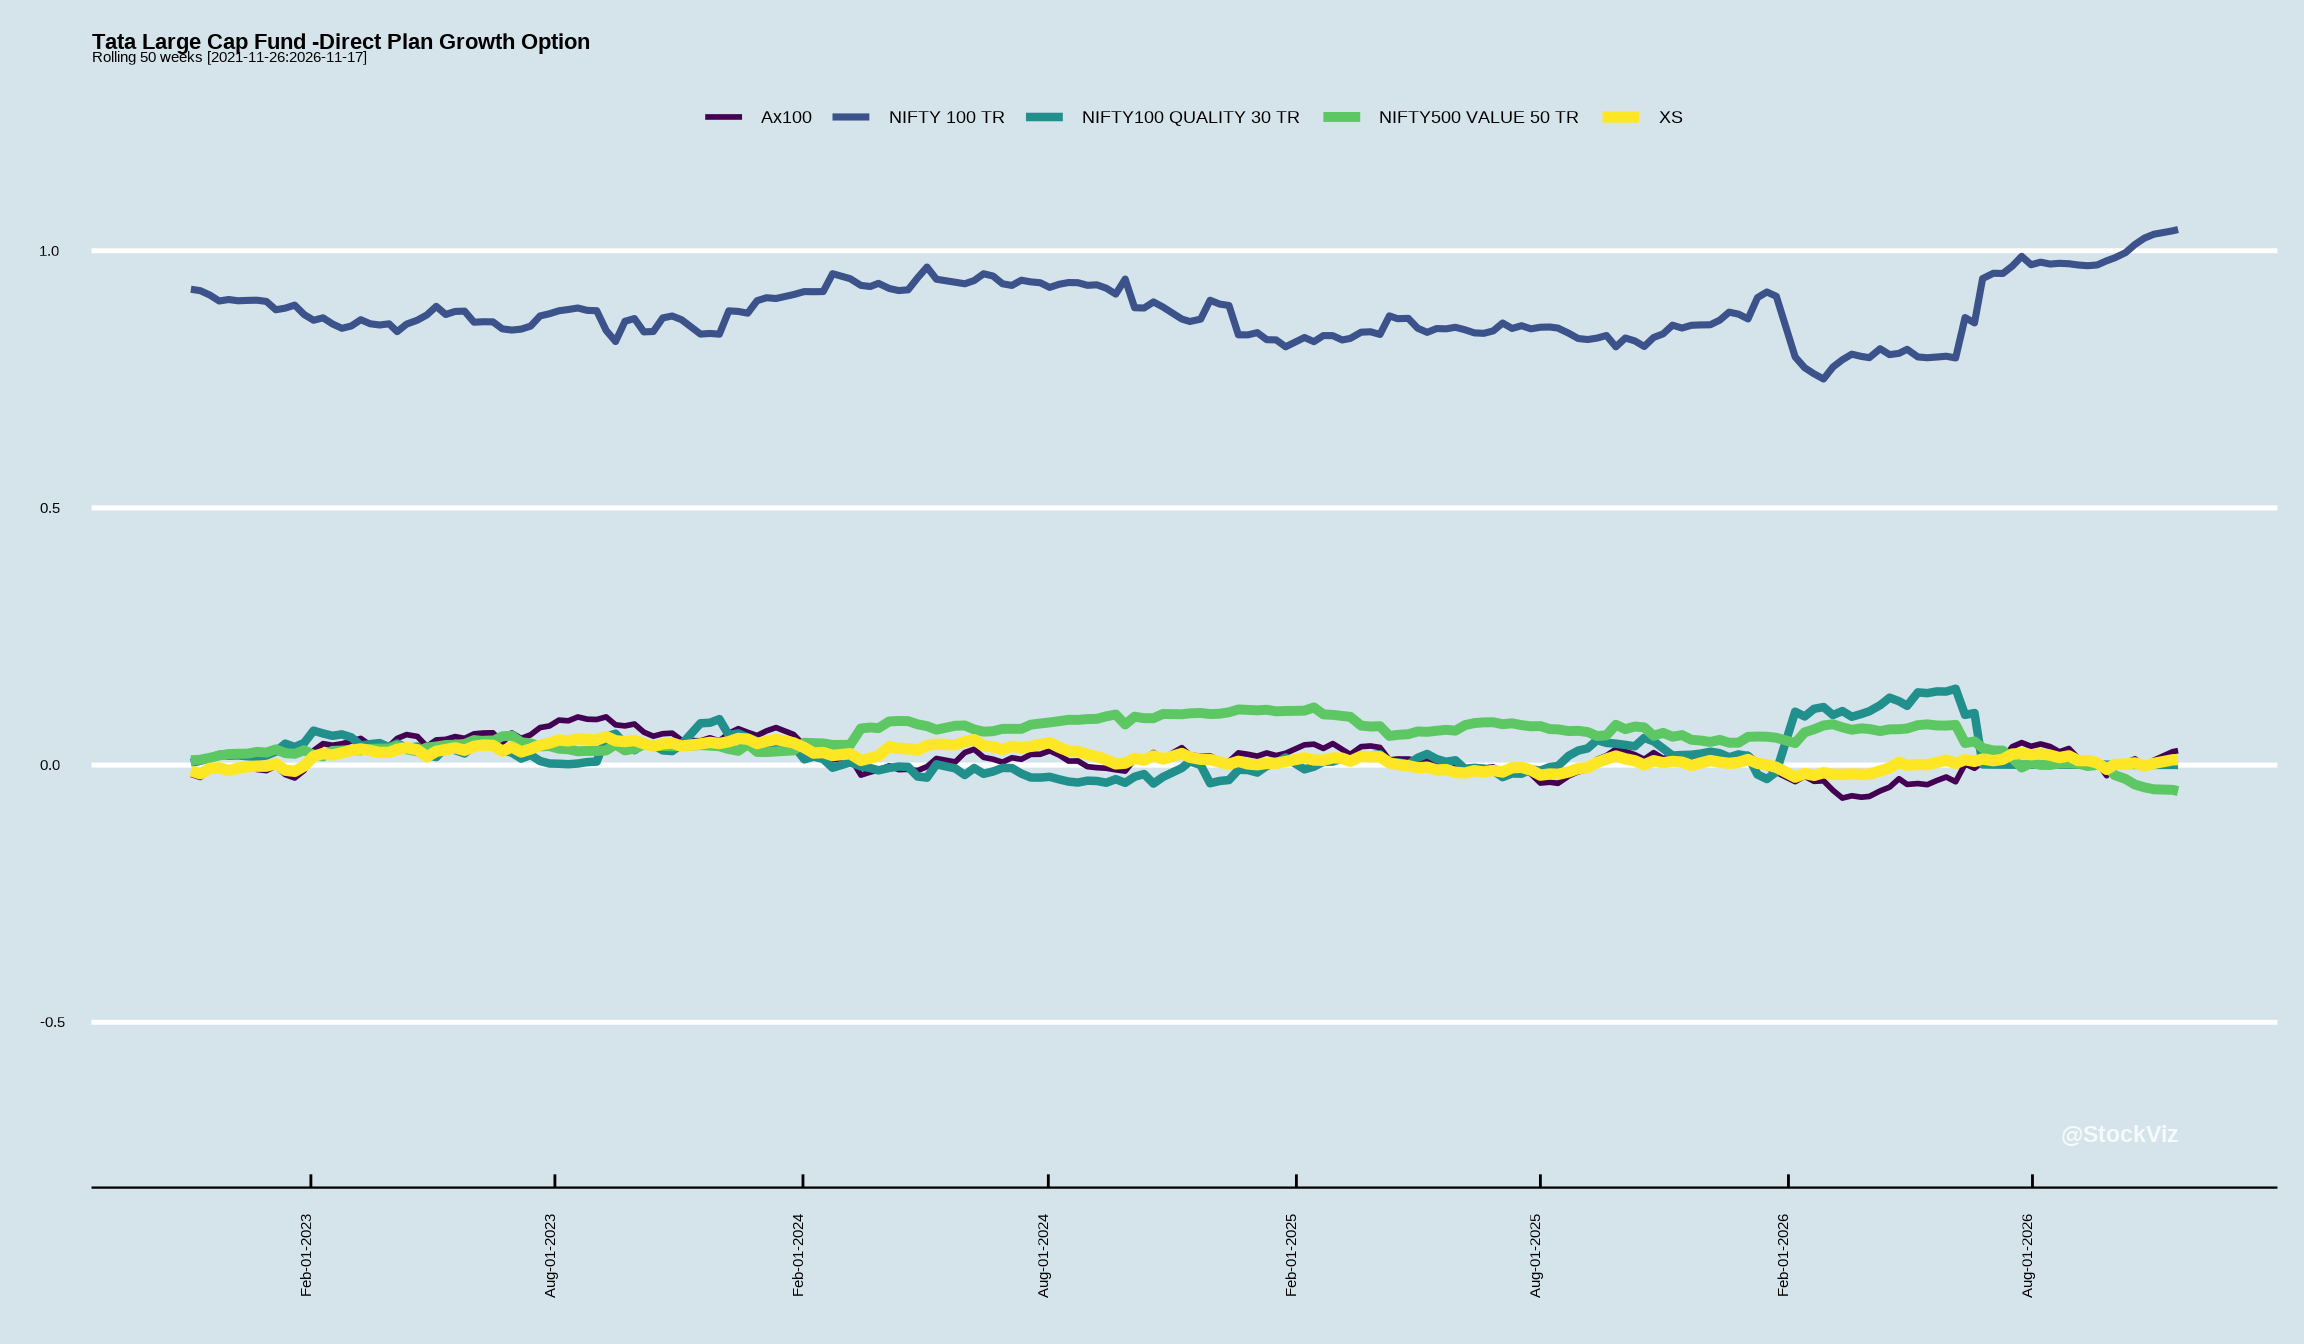 Tata Large Cap Fund -Direct Plan Growth Option
Rolling 50 weeks [2021-11-26:2026-11-17]
Ax100 NIFTY 100 TR NIFTY100 QUALITY 30 TR NIFTY500 VALUE 50 TR XS
1.0
0.5
0.0
-0.5
@StockViz
Feb-01-2023 Aug-01-2023 Feb-01-2024 Aug-01-2024 Feb-01-2025 Aug-01-2025 Feb-01-2026 Aug-01-2026